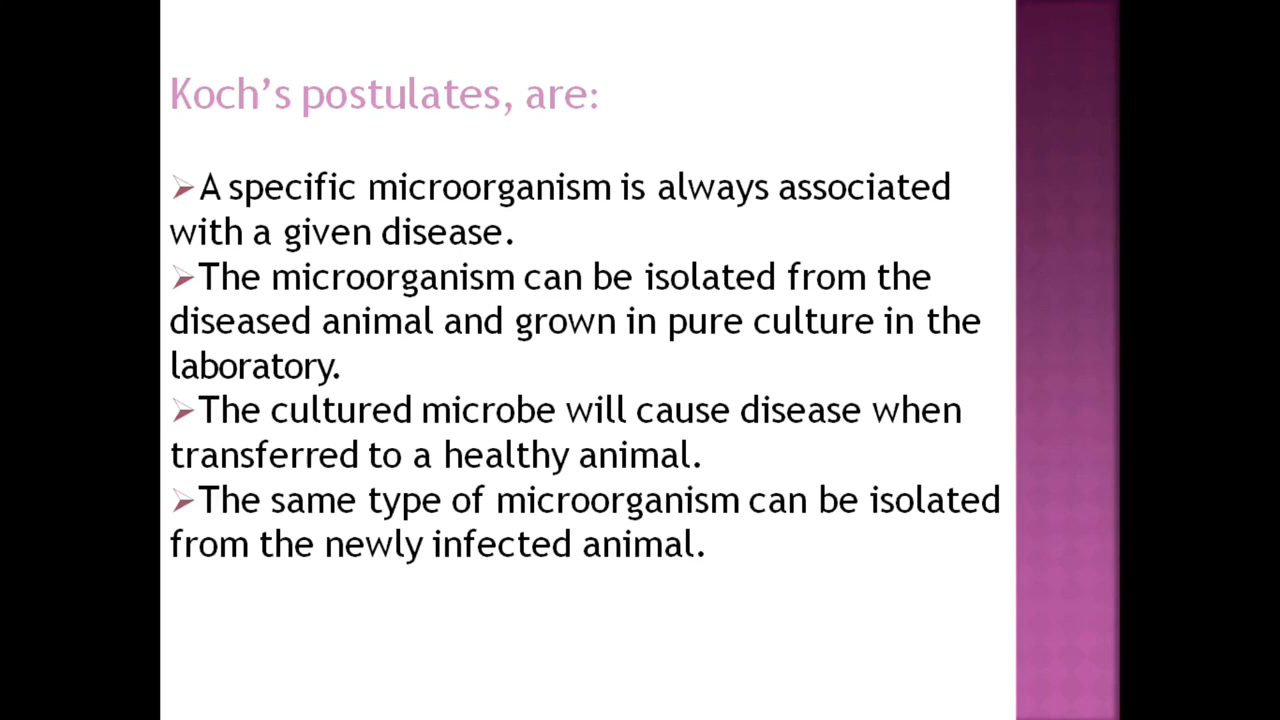 Koch's postulates, are:
➢A specific microorganism is always associated
with a given disease.
➢The microorganism can be isolated from the
diseased animal and grown in pure culture in the
laboratory.
➢The cultured microbe will cause disease when
transferred to a healthy animal.
➢The same type of microorganism can be isolated
from the newly infected animal.